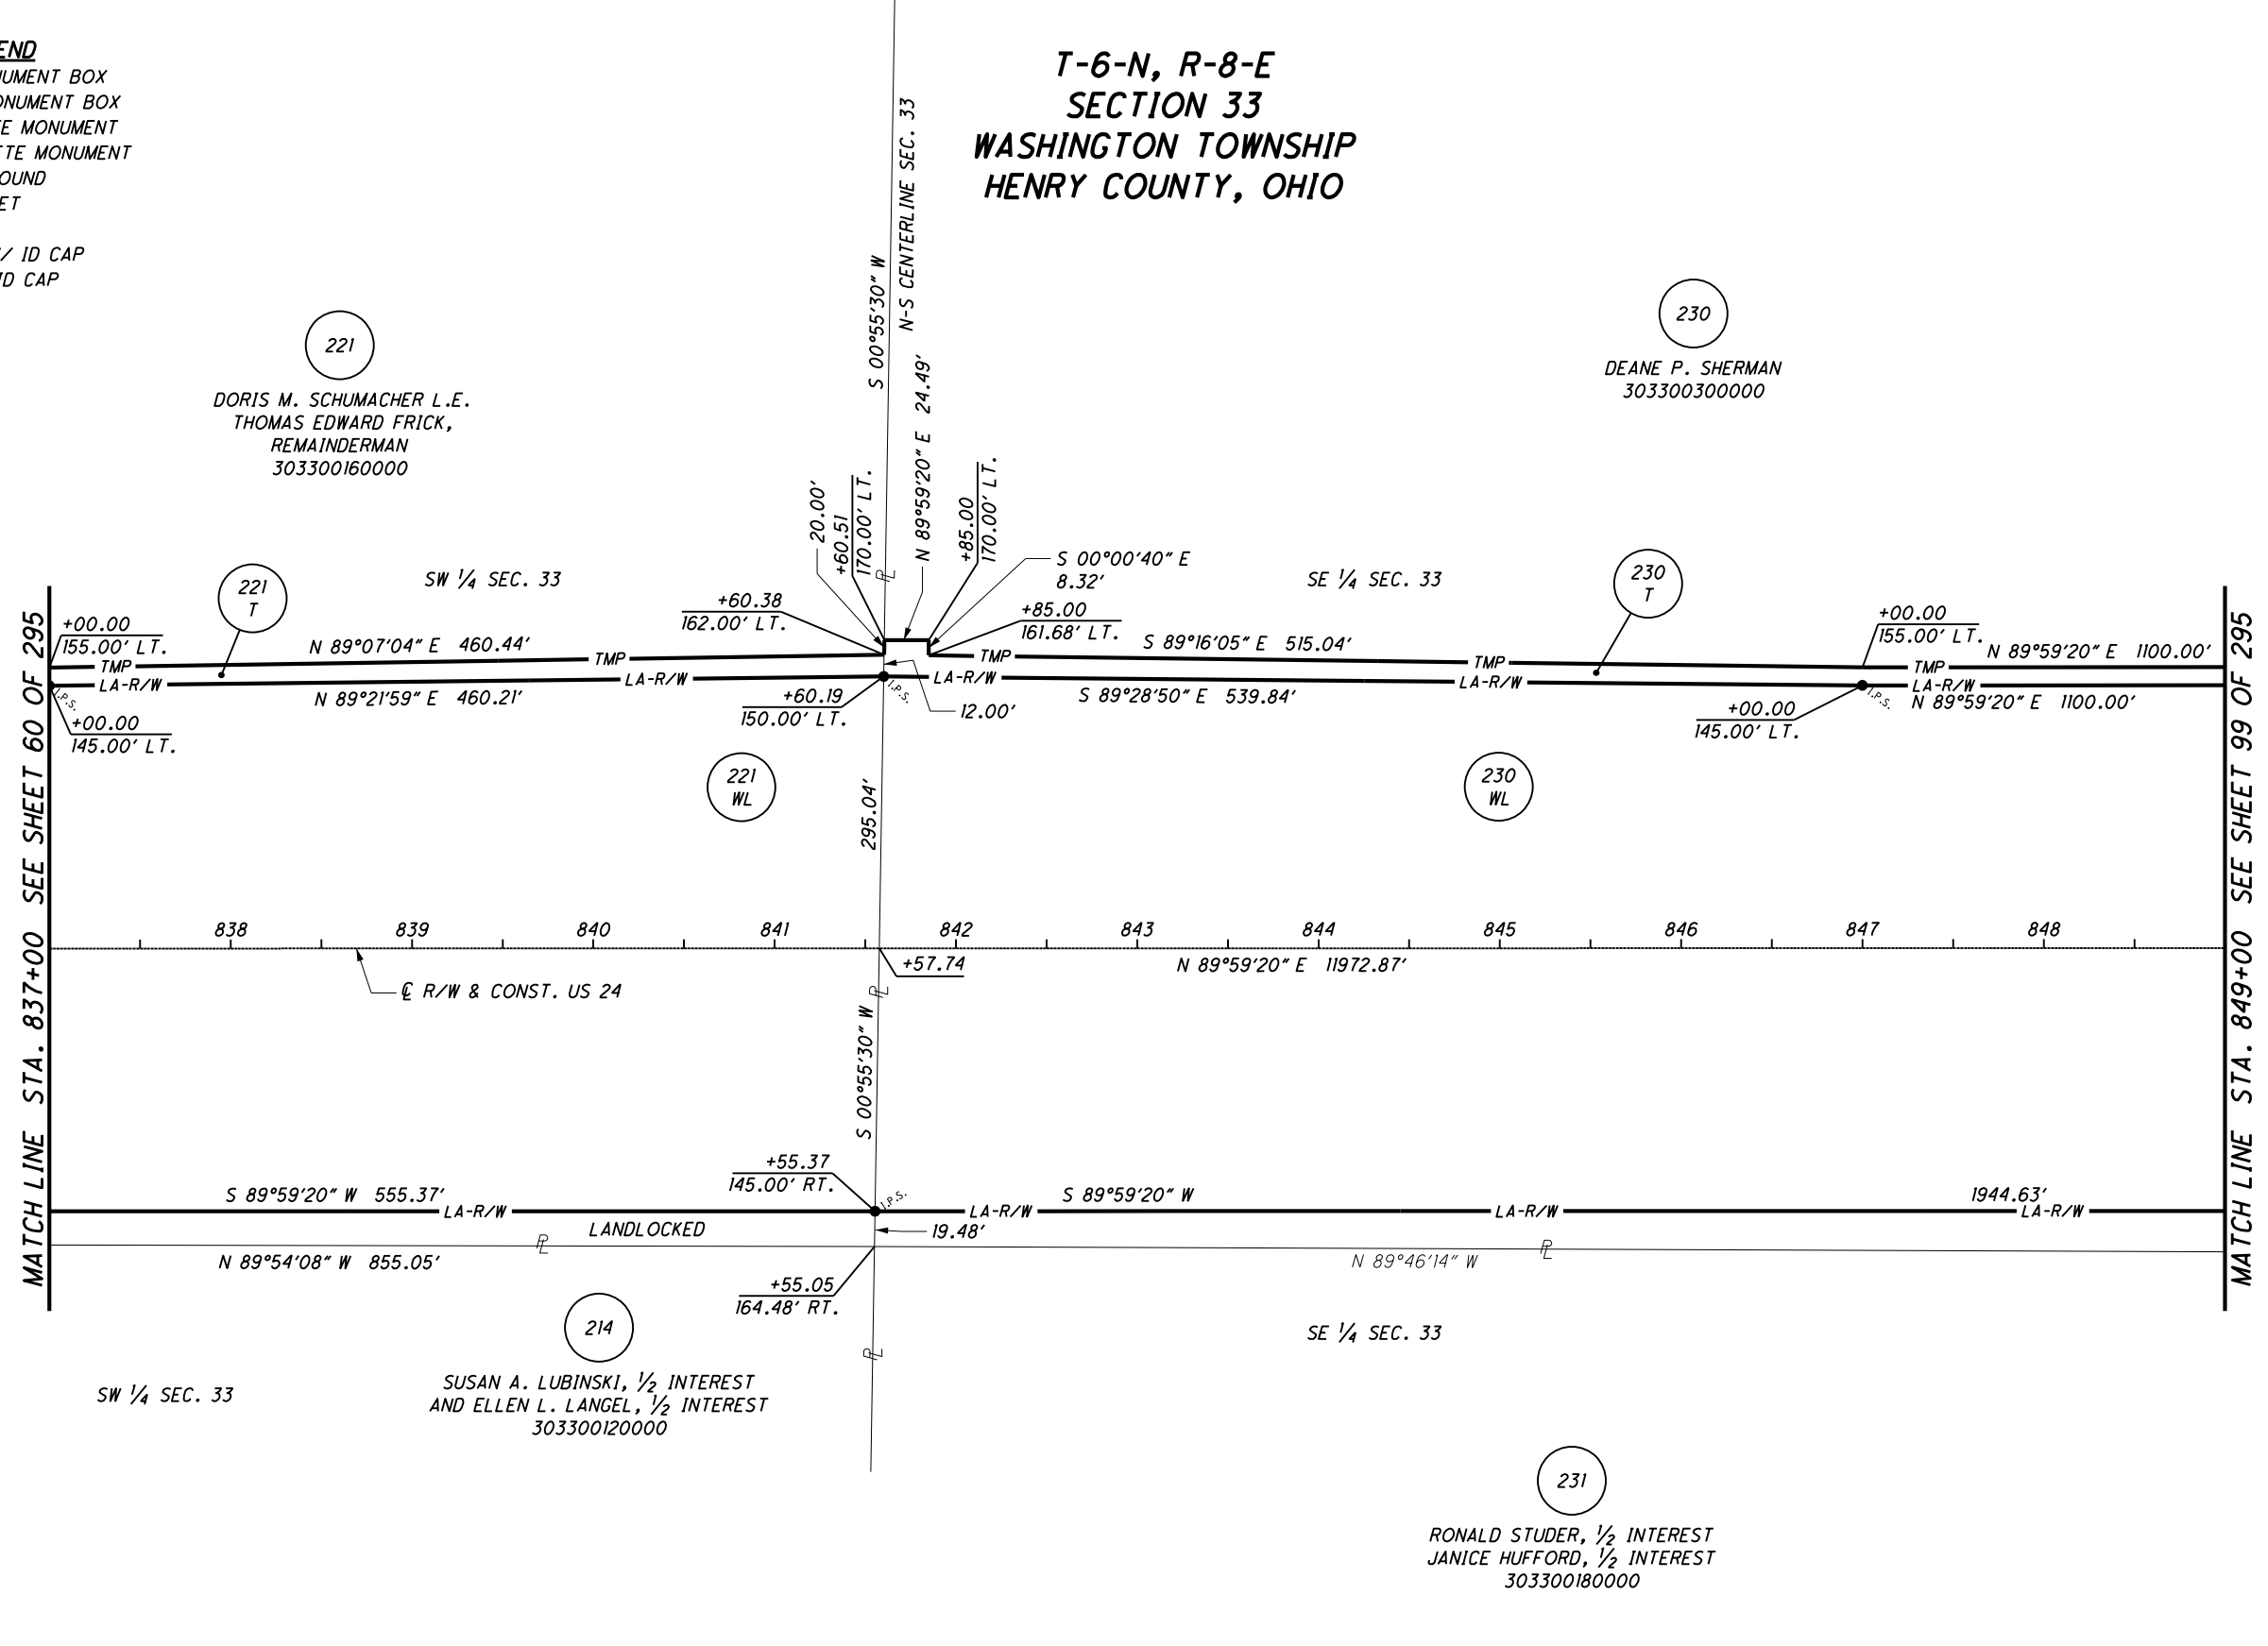 END
NUMENT BOX
ONUMENT BOX
TE MONUMENT
TTE MONUMENT
OUND
ET
/ ID CAP
ID CAP
T-6-N, R-8-E
SECTION 33
WASHINGTON TOWNSHIP
HENRY COUNTY, OHIO
S 00°55'30" W
N-S CENTERLINE SEC. 33
221
DORIS M. SCHUMACHER L.E.
THOMAS EDWARD FRICK,
REMAINDERMAN
303300160000
230
DEANE P. SHERMAN
303300300000
20.00'
+60.51
170.00' LT.
N 89°59'20" E 24.49'
+85.00
170.00' LT.
S 00°00'40" E
8.32'
PL
SW 1/4 SEC. 33
SE 1/4 SEC. 33
221
T
230
T
+00.00
155.00' LT.
N 89°07'04" E 460.44'
+60.38
162.00' LT.
+85.00
161.68' LT.
S 89°16'05" E 515.04'
+00.00
155.00' LT.
N 89°59'20" E 1100.00'
TMP
TMP
TMP
TMP
TMP
LA-R/W
LA-R/W
LA-R/W
LA-R/W
LA-R/W
I.P.S.
I.P.S.
I.P.S.
+00.00
145.00' LT.
N 89°21'59" E 460.21'
+60.19
150.00' LT.
12.00'
S 89°28'50" E 539.84'
+00.00
145.00' LT.
N 89°59'20" E 1100.00'
221
WL
295.04'
230
WL
MATCH LINE STA. 837+00 SEE SHEET 60 OF 295
MATCH LINE STA. 849+00 SEE SHEET 99 OF 295
838 839 840 841 842 843 844 845 846 847 848
+57.74
N 89°59'20" E 11972.87'
CL R/W & CONST. US 24
PL
S 00°55'30" W
+55.37
145.00' RT.
I.P.S.
S 89°59'20" W 555.37'
S 89°59'20" W
1944.63'
LA-R/W
LA-R/W
LA-R/W
LA-R/W
LANDLOCKED
19.48'
PL
PL
N 89°54'08" W 855.05'
N 89°46'14" W
+55.05
164.48' RT.
214
SUSAN A. LUBINSKI, 1/2 INTEREST
AND ELLEN L. LANGEL, 1/2 INTEREST
303300120000
PL
SW 1/4 SEC. 33
SE 1/4 SEC. 33
231
RONALD STUDER, 1/2 INTEREST
JANICE HUFFORD, 1/2 INTEREST
303300180000